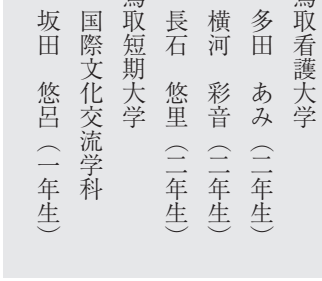 鳥取看護大学
多田　あみ（二年生）
横河　彩音（二年生）
長石　悠里（二年生）
鳥取短期大学
国際文化交流学科
坂田　悠呂（一年生）